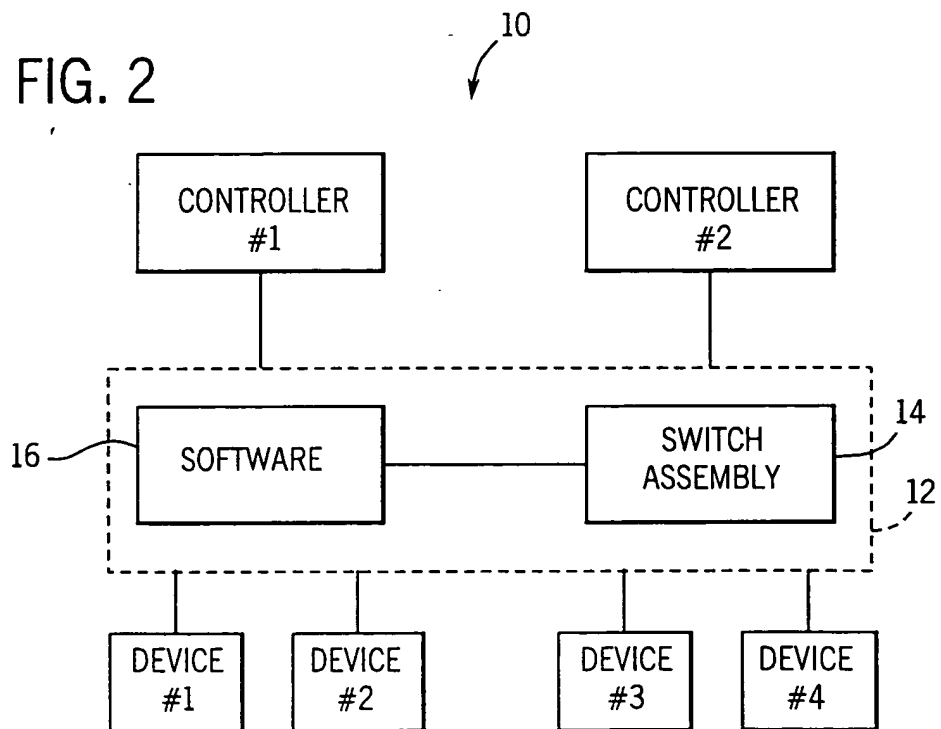 10
FIG. 2
CONTROLLER
#1
CONTROLLER
#2
16
SOFTWARE
SWITCH
ASSEMBLY
14
12
DEVICE
#1
DEVICE
#2
DEVICE
#3
DEVICE
#4